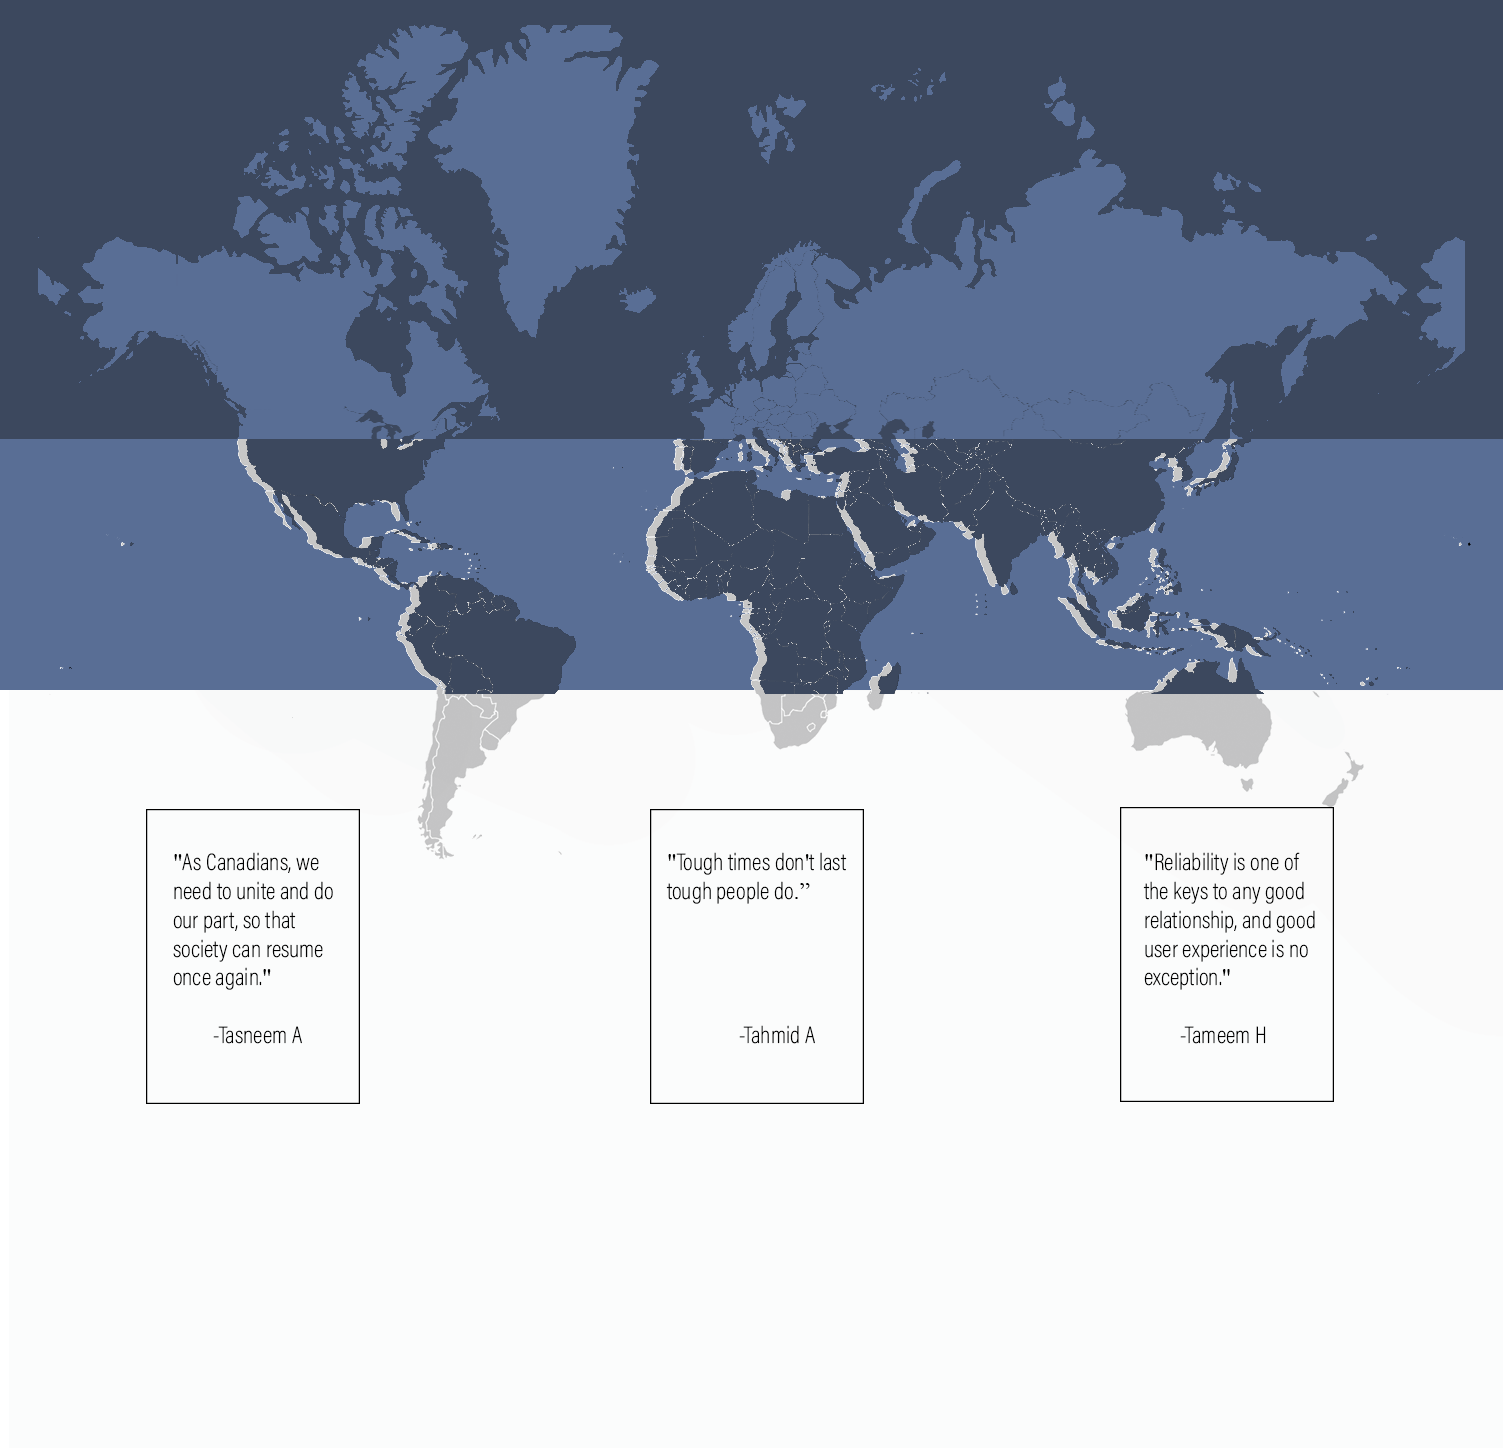 "As Canadians, we
need to unite and do
our part, so that
society can resume
once again."
-Tasneem A
"Tough times don't last
tough people do.”
-Tahmid A
"Reliability is one of
the keys to any good
relationship, and good
user experience is no
exception."
-Tameem H